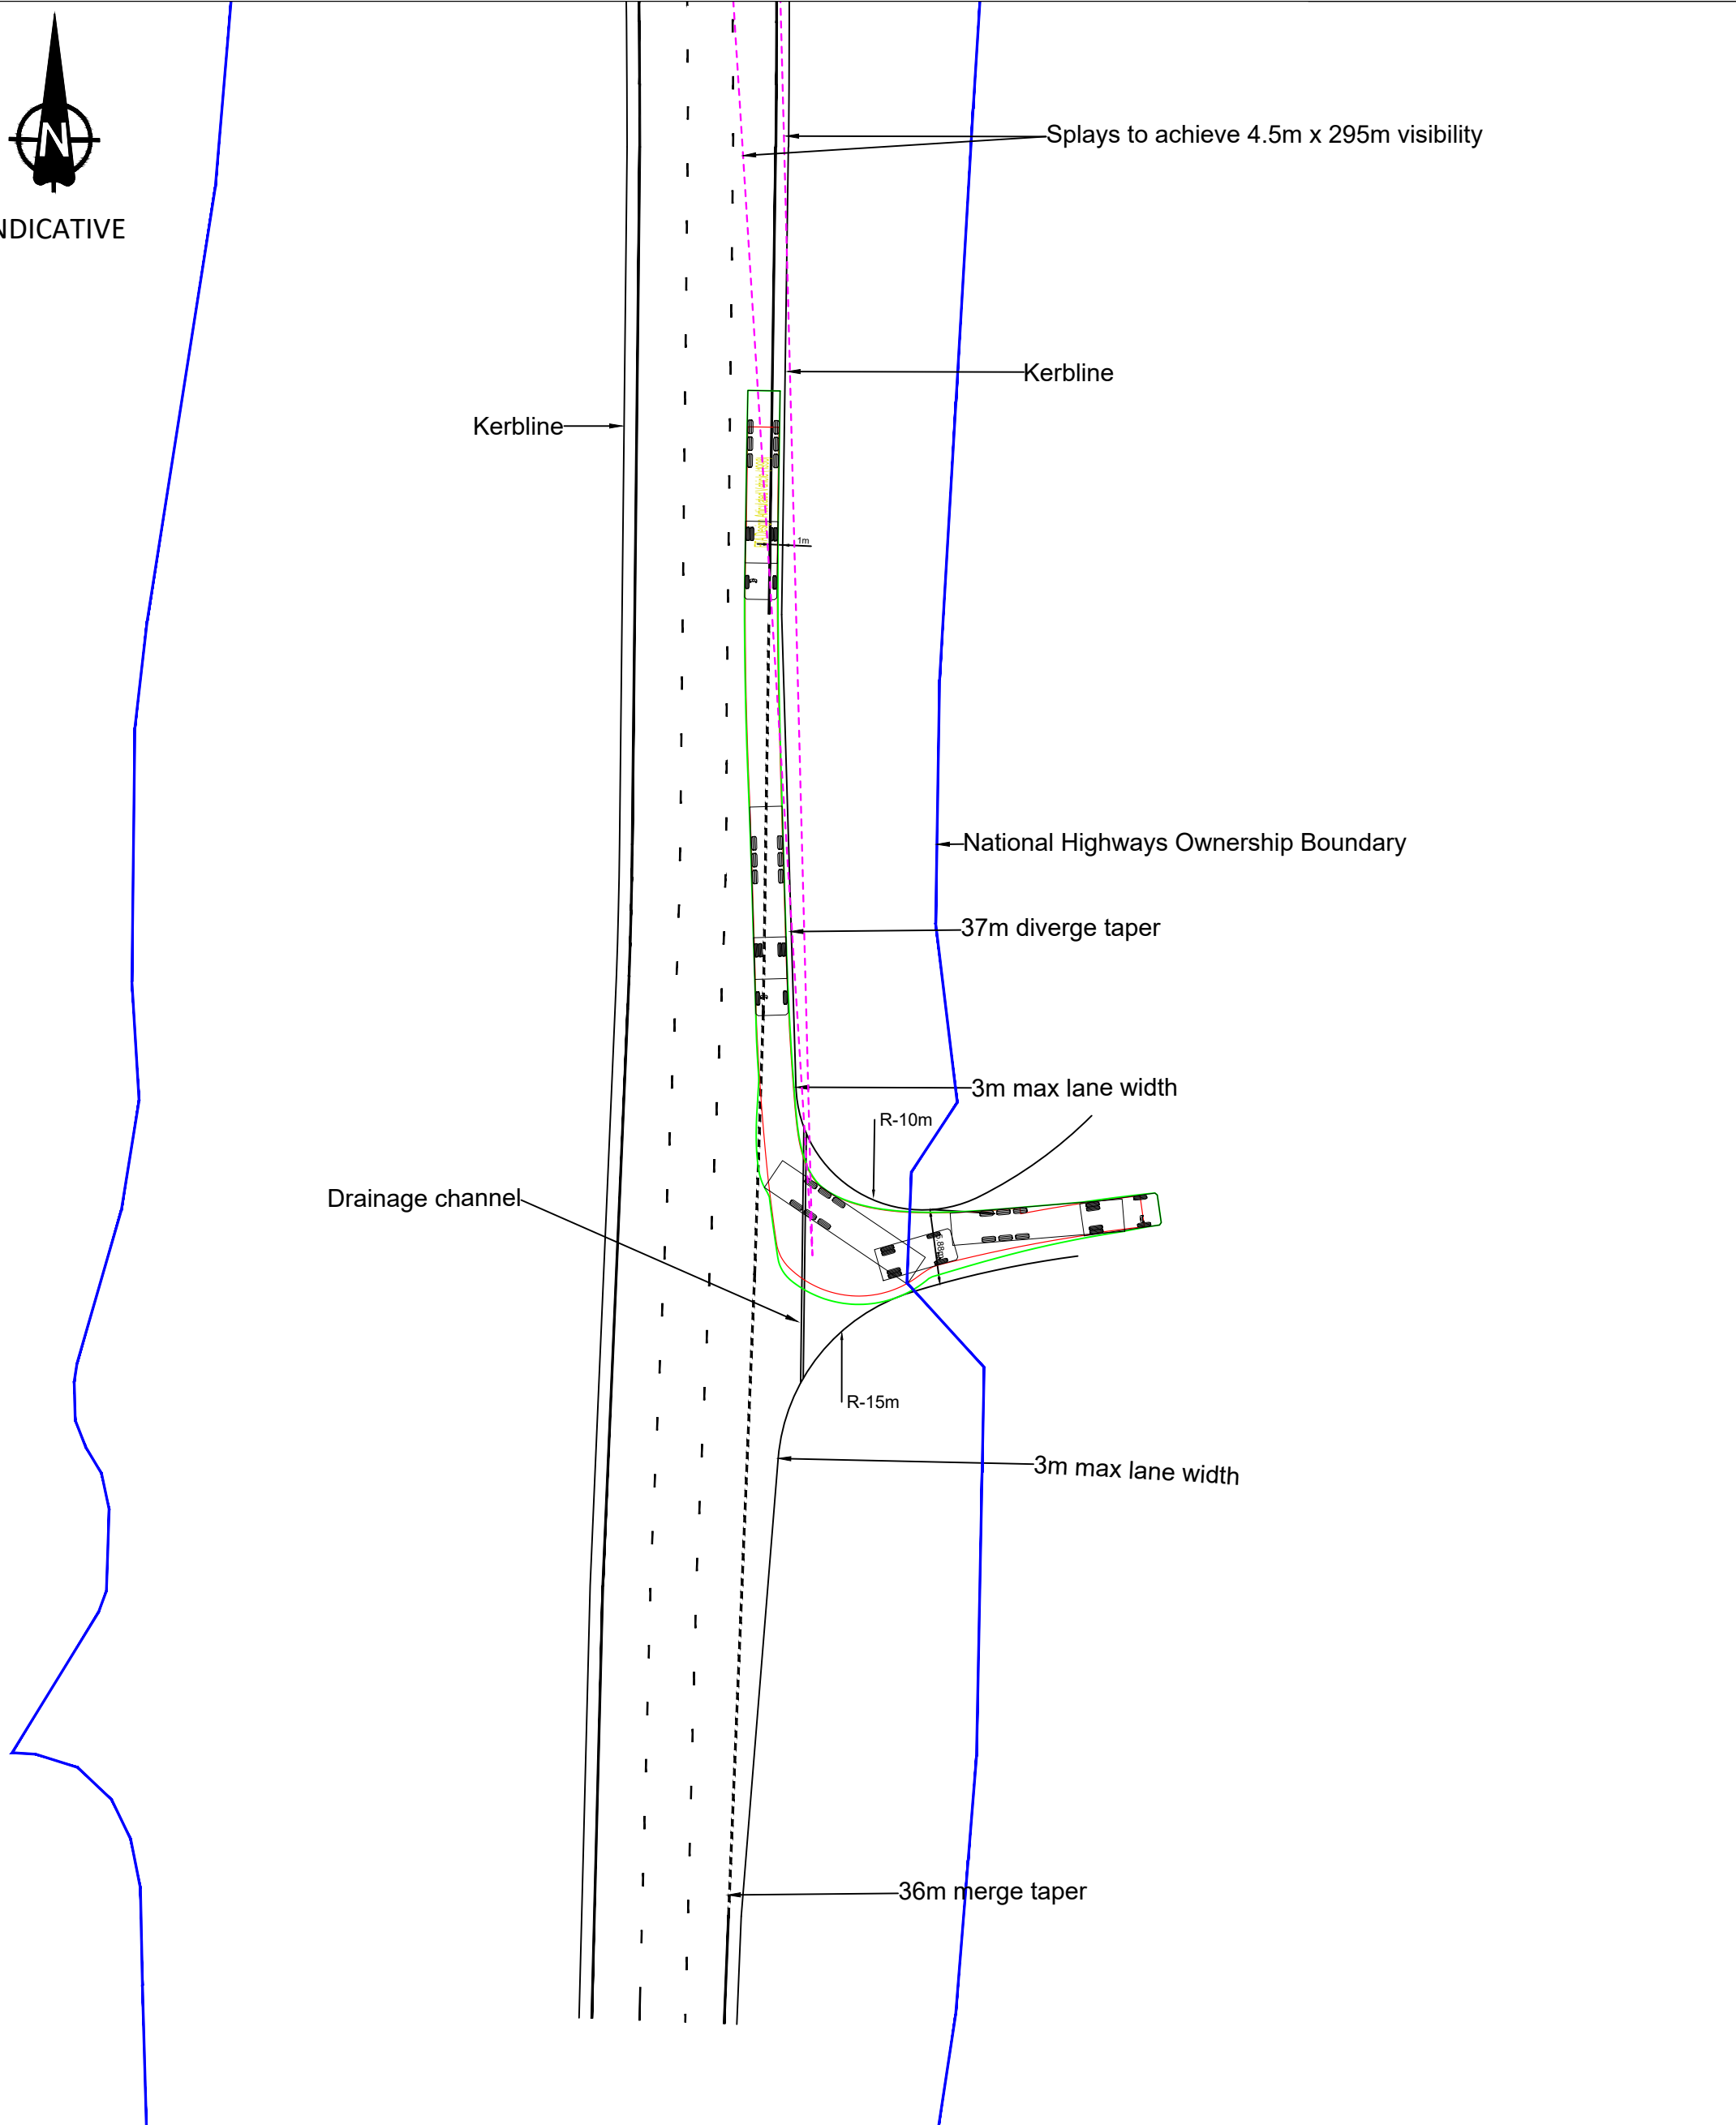 N
NDICATIVE
Splays to achieve 4.5m x 295m visibility
Kerbline
Kerbline
1m
National Highways Ownership Boundary
37m diverge taper
3m max lane width
R-10m
Drainage channel
R-15m
3m max lane width
36m merge taper